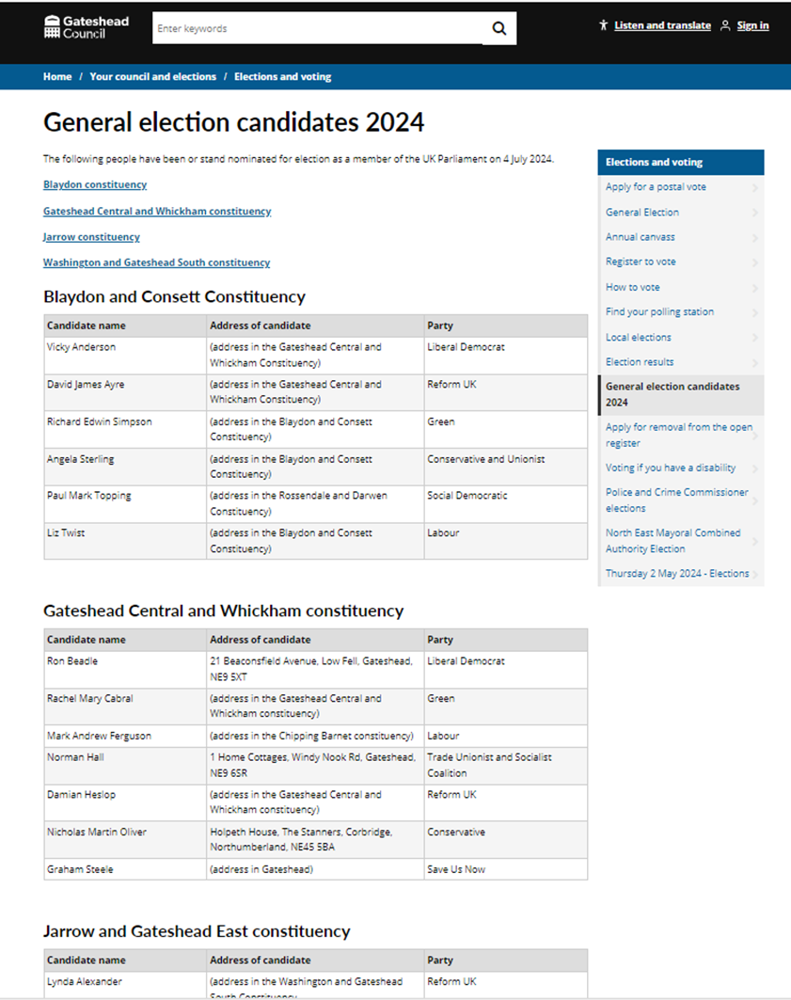 Gateshead
Council
Enter keywords
Listen and translate
Sign in
Home / Your council and elections / Elections and voting
General election candidates 2024
The following people have been or stand nominated for election as a member of the UK Parliament on 4 July 2024.
Blaydon constituency
Gateshead Central and Whickham constituency
Jarrow constituency
Washington and Gateshead South constituency
Blaydon and Consett Constituency
Candidate name Address of candidate Party
Vicky Anderson (address in the Gateshead Central and Liberal Democrat
Whickham Constituency)
David James Ayre (address in the Gateshead Central and Reform UK
Whickham Constituency)
Richard Edwin Simpson (address in the Blaydon and Consett Green
Constituency)
Angela Sterling (address in the Blaydon and Consett Conservative and Unionist
Constituency)
Paul Mark Topping (address in the Rossendale and Darwen Social Democratic
Constituency)
Liz Twist (address in the Blaydon and Consett Labour
Constituency)
Gateshead Central and Whickham constituency
Candidate name Address of candidate Party
Ron Beadle 21 Beaconsfield Avenue, Low Fell, Gateshead, Liberal Democrat
NE9 5XT
Rachel Mary Cabral (address in the Gateshead Central and Green
Whickham constituency)
Mark Andrew Ferguson (address in the Chipping Barnet constituency) Labour
Norman Hall 1 Home Cottages, Windy Nook Rd, Gateshead, Trade Unionist and Socialist
NE9 6SR Coalition
Damian Heslop (address in the Gateshead Central and Reform UK
Whickham constituency)
Nicholas Martin Oliver Holpeth House, The Stanners, Corbridge, Conservative
Northumberland, NE45 5BA
Graham Steele (address in Gateshead) Save Us Now
Jarrow and Gateshead East constituency
Candidate name Address of candidate Party
Lynda Alexander (address in the Washington and Gateshead Reform UK
South Constituency
Elections and voting
Apply for a postal vote
General Election
Annual canvass
Register to vote
How to vote
Find your polling station
Local elections
Election results
General election candidates
2024
Apply for removal from the open
register
Voting if you have a disability
Police and Crime Commissioner
elections
North East Mayoral Combined
Authority Election
Thursday 2 May 2024 - Elections